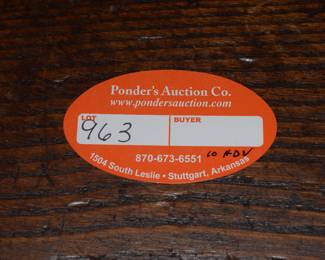 Ponder's Auction Co.
www.pondersauction.com
LOT BUYER
963
870-673-6551
1504 South Leslie • Stuttgart, Arkansas